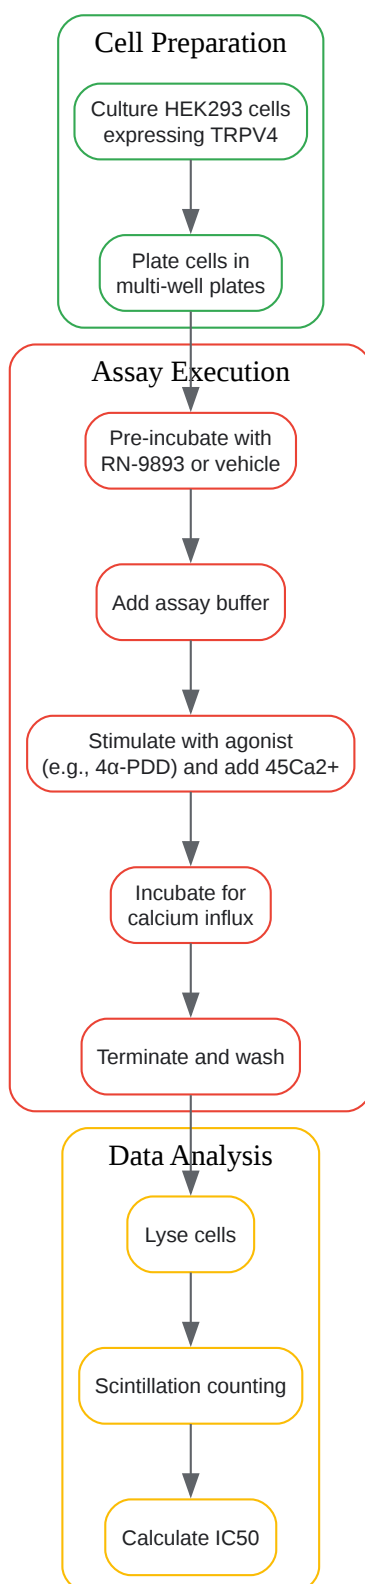 Cell Preparation
Culture HEK293 cells
expressing TRPV4
Plate cells in
multi-well plates
Assay Execution
Pre-incubate with
RN-9893 or vehicle
Add assay buffer
Stimulate with agonist
(e.g., 4α-PDD) and add 45Ca2+
Incubate for
calcium influx
Terminate and wash
Data Analysis
Lyse cells
Scintillation counting
Calculate IC50